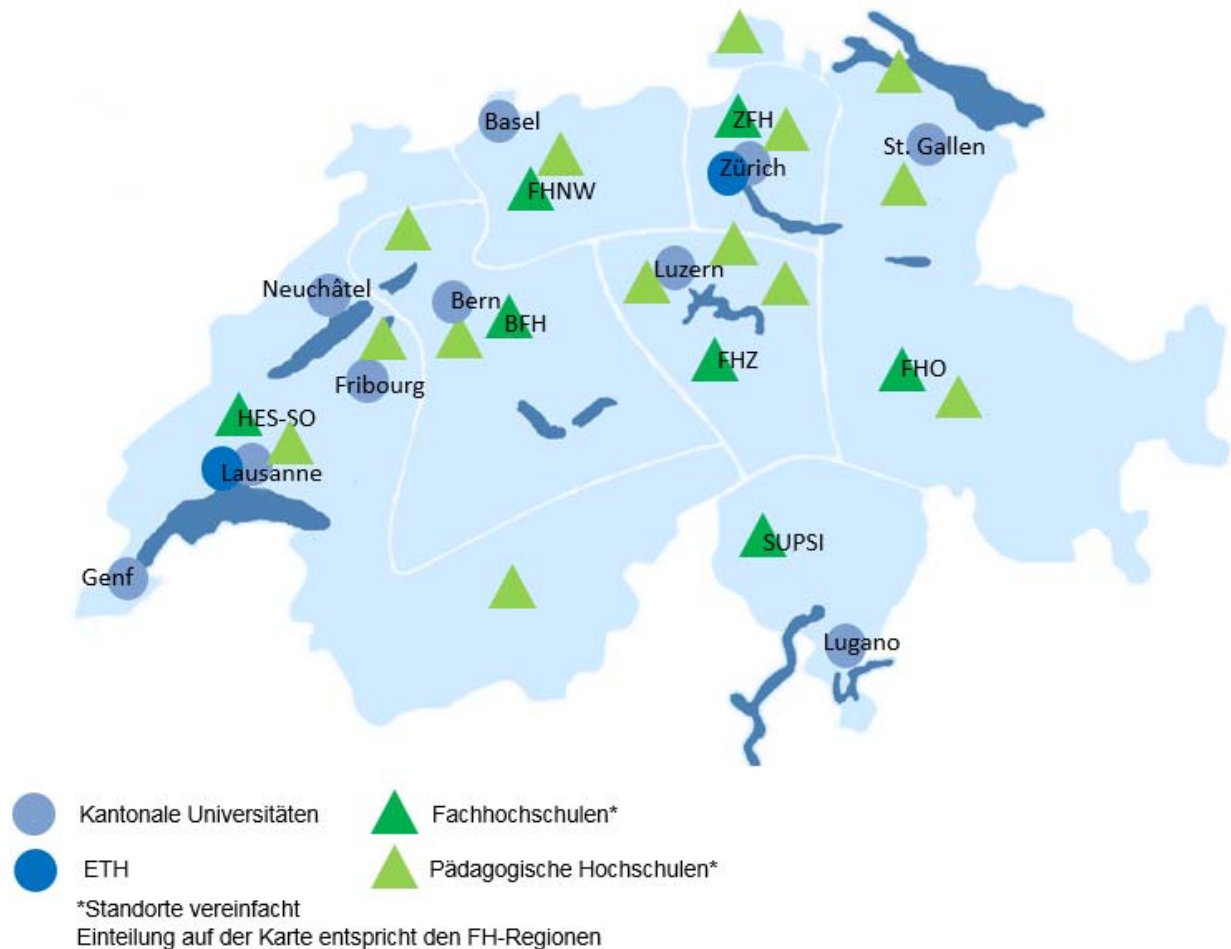 Basel
ZFH
St. Gallen
Zürich
FHNW
Luzern
Neuchâtel
Bern
BFH
FHZ
FHO
Fribourg
HES-SO
Lausanne
SUPSI
Genf
Lugano
Kantonale Universitäten
Fachhochschulen*
ETH
Pädagogische Hochschulen*
*Standorte vereinfacht
Einteilung auf der Karte entspricht den FH-Regionen